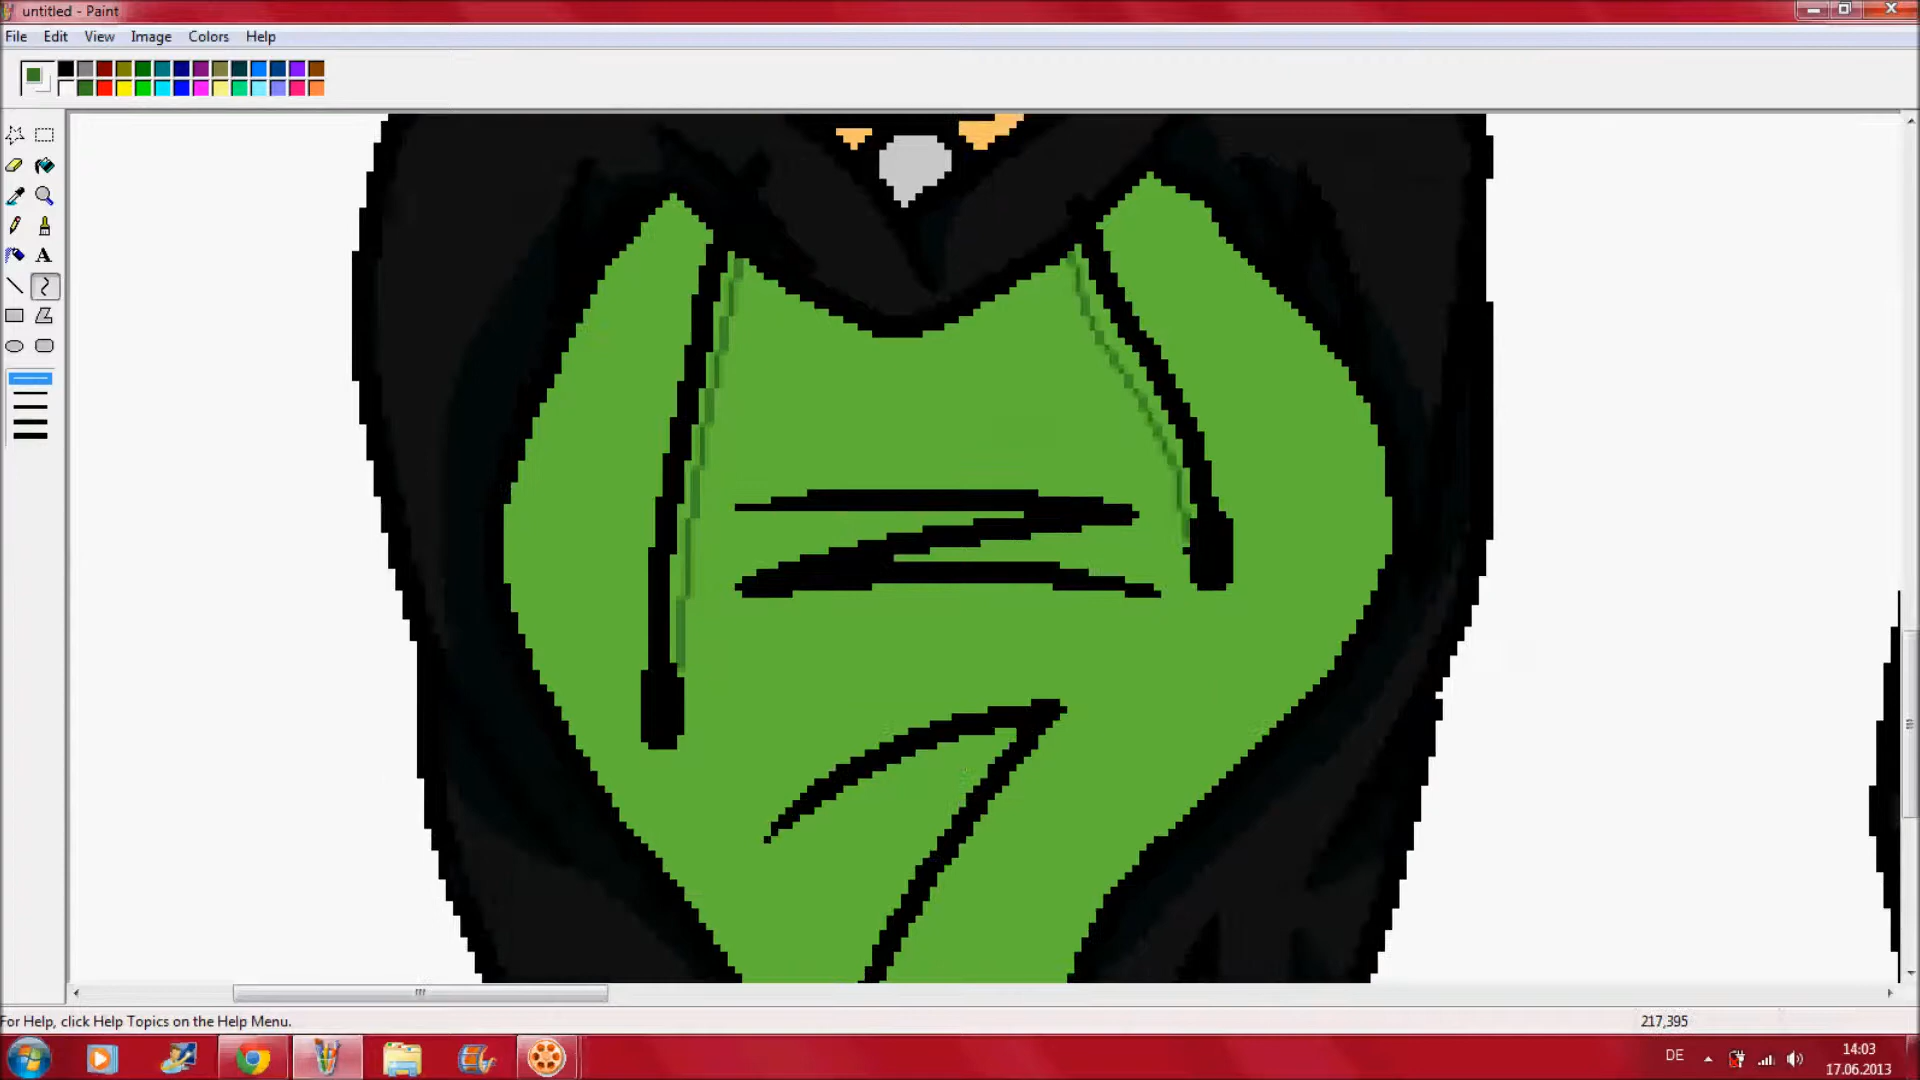 untitled - Paint
File Edit View Image Colors Help
A
For Help, click Help Topics on the Help Menu.
217,395
DE
14:03
17.06.2013